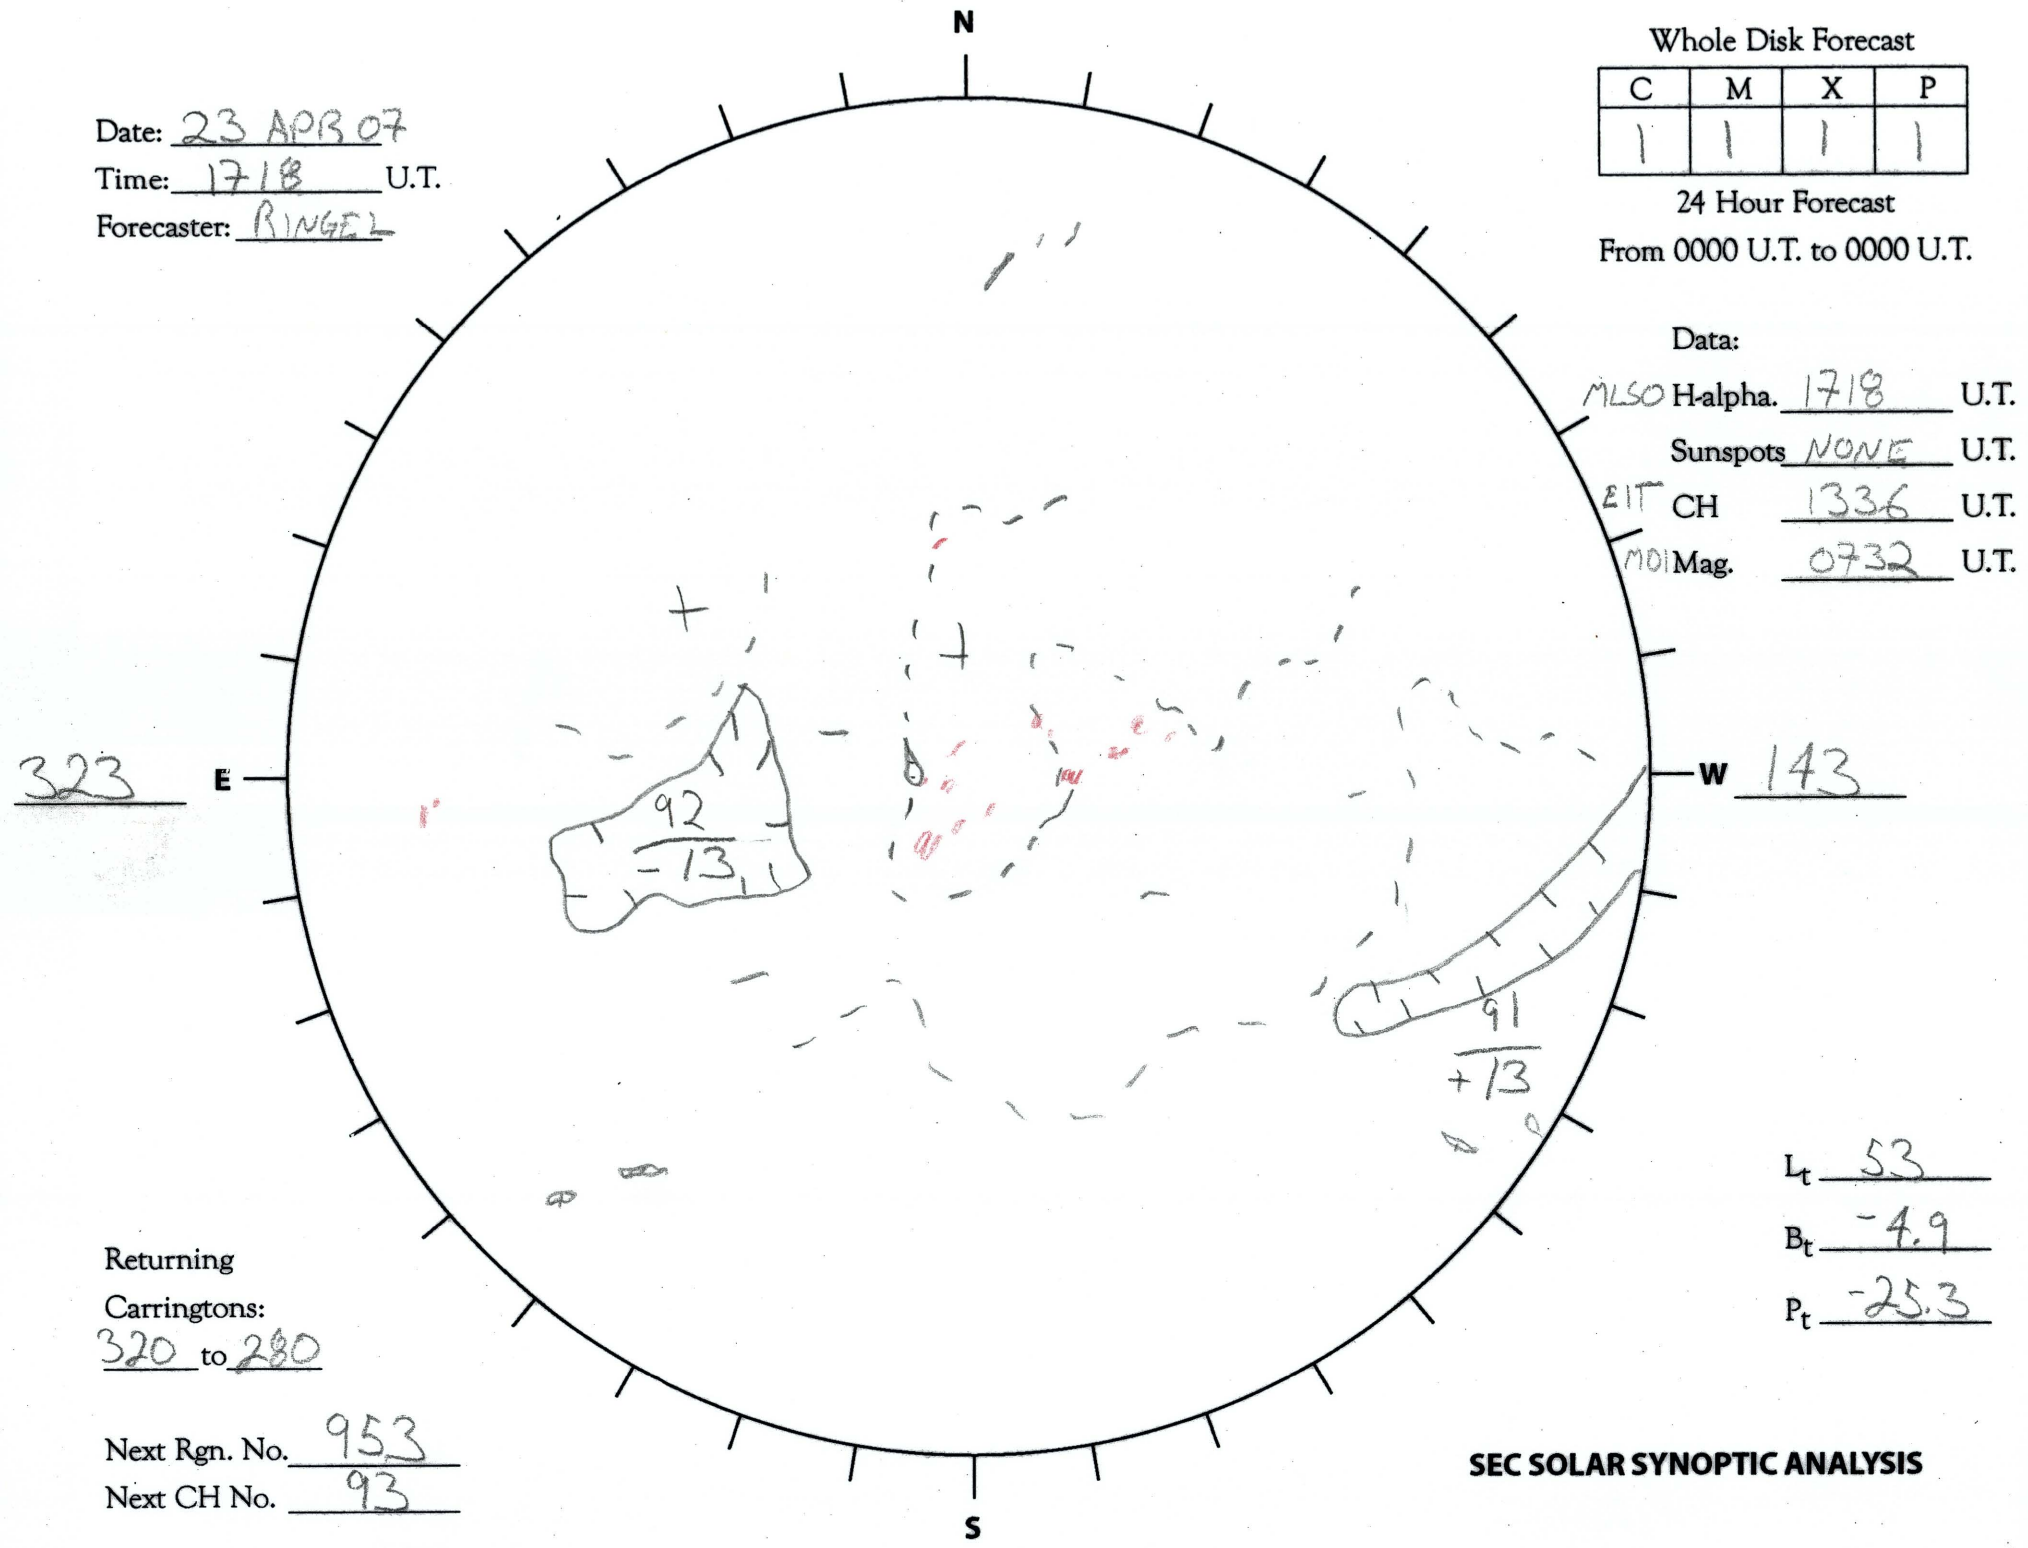 N
Whole Disk Forecast
C M X P
1 1 1 1
24 Hour Forecast
From 0000 U.T. to 0000 U.T.
Date: 23 APR 07
Time: 1718 U.T.
Forecaster: RINGEL
Data:
MLSO H-alpha. 1718 U.T.
Sunspots NONE U.T.
EIT CH 1336 U.T.
MDI Mag. 0732 U.T.
+
+
-
323 E
W 143
92
-13
-
-
91
+13
Lt 53
Bt -4.9
Pt -25.3
Returning
Carringtons:
320 to 280
Next Rgn. No. 953
Next CH No. 93
SEC SOLAR SYNOPTIC ANALYSIS
S